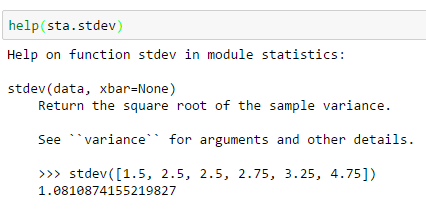 help(sta.stdev)
Help on function stdev in module statistics:
stdev(data, xbar=None)
Return the square root of the sample variance.
See ``variance`` for arguments and other details.
>>> stdev([1.5, 2.5, 2.5, 2.75, 3.25, 4.75])
1.0810874155219827